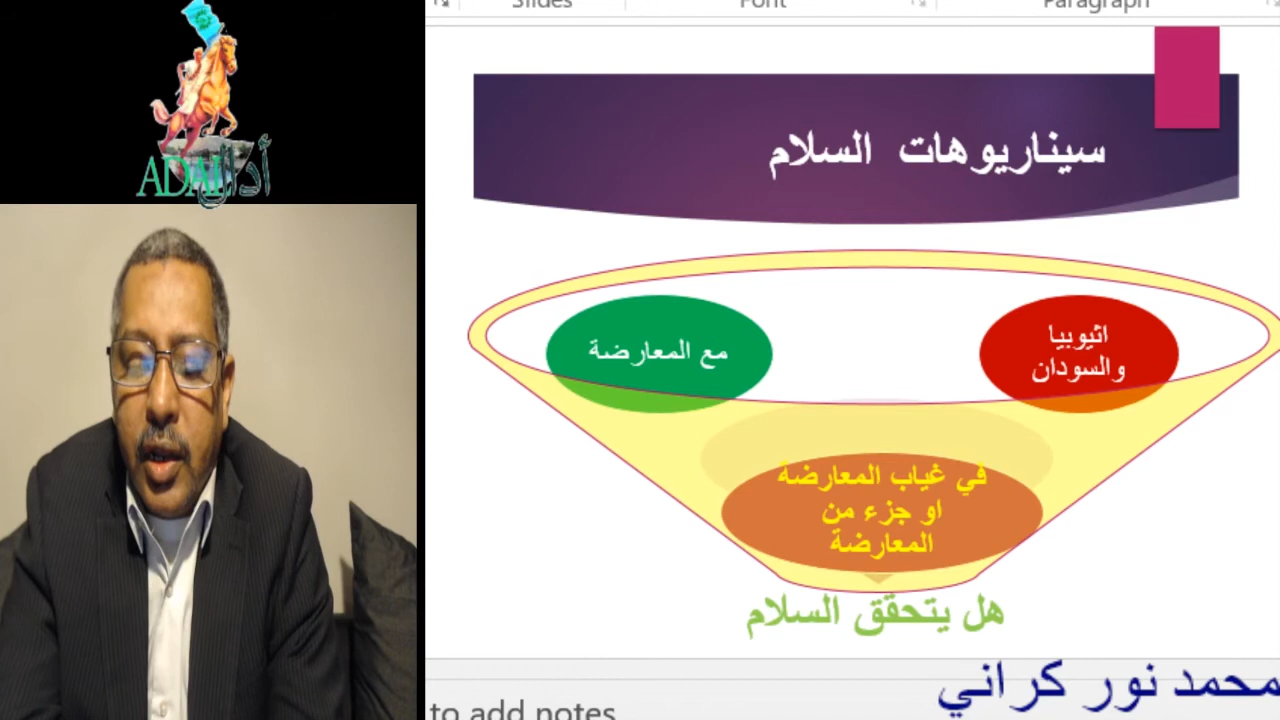 Slides Font Paragraph
ADAL أدال
سيناريوهات السلام
اثيوبيا
والسودان
مع المعارضة
في غياب المعارضة
او جزء من
المعارضة
هل يتحقق السلام
محمد نور كراني
to add notes